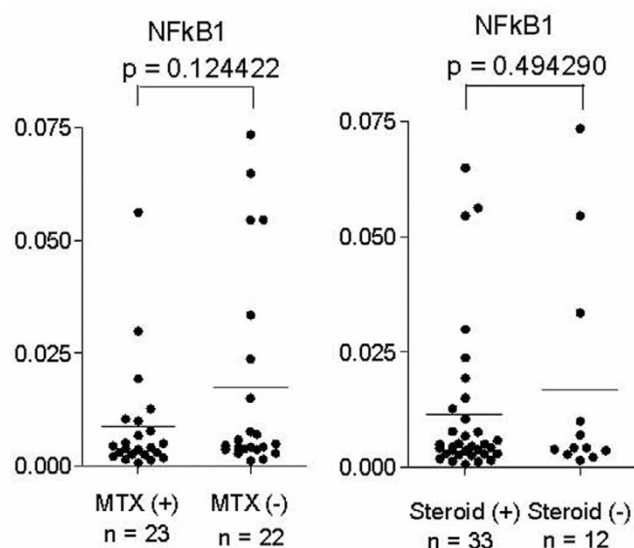 NFkB1
p = 0.124422
0.075
0.050
0.025
0.000
MTX (+) MTX (-)
n = 23 n = 22
NFkB1
p = 0.494290
0.075
0.050
0.025
0.000
Steroid (+) Steroid (-)
n = 33 n = 12